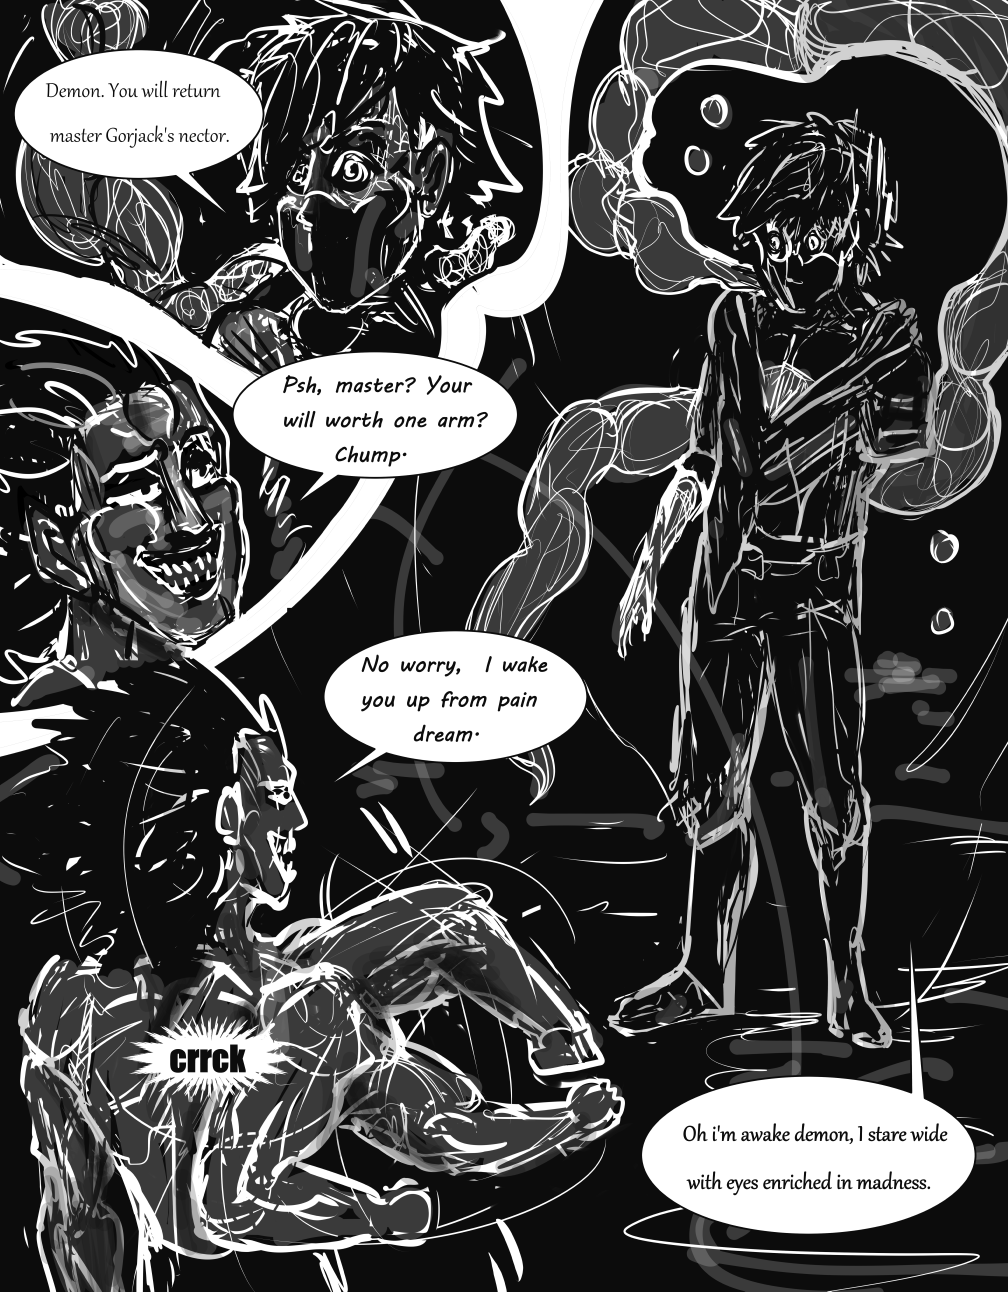 Demon. You will return
master Gorjack's nector.
Psh, master? Your
will worth one arm?
Chump.
No worry, I wake
you up from pain
dream.
crrck
Oh i'm awake demon, I stare wide
with eyes enriched in madness.